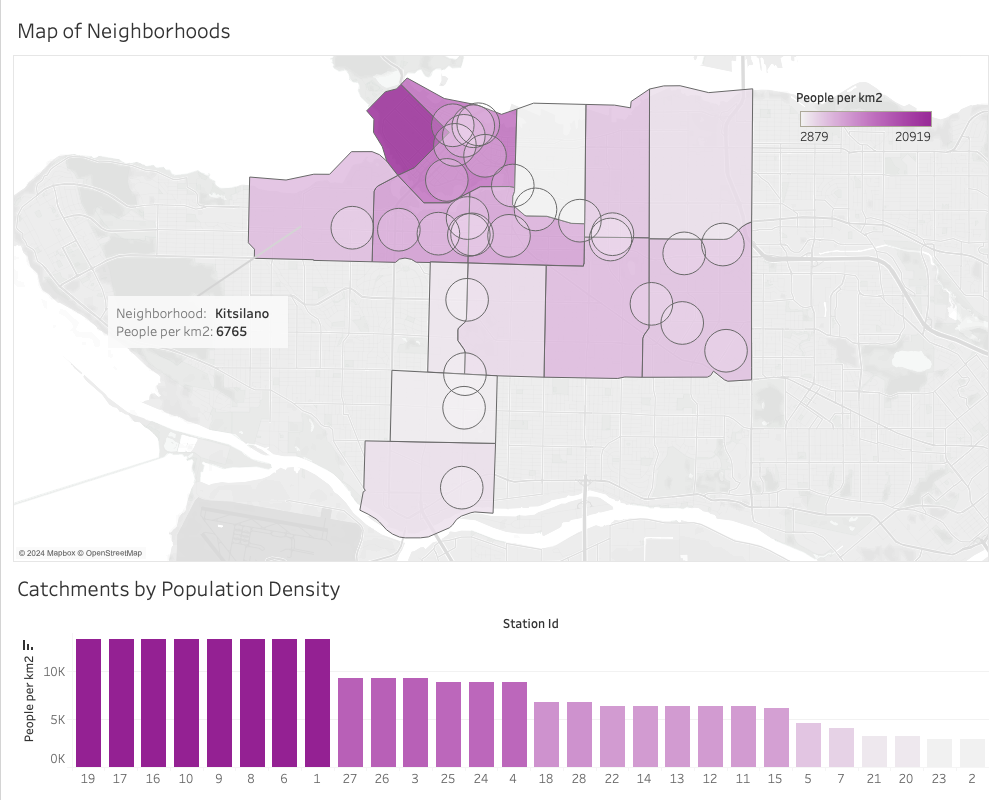 Map of Neighborhoods
People per km2
2879 20919
Neighborhood: Kitsilano
People per km2: 6765
© 2024 Mapbox © OpenStreetMap
Catchments by Population Density
Station Id
People per km2
10K
5K
0K
19 17 16 10 9 8 6 1 27 26 3 25 24 4 18 28 22 14 13 12 11 15 5 7 21 20 23 2